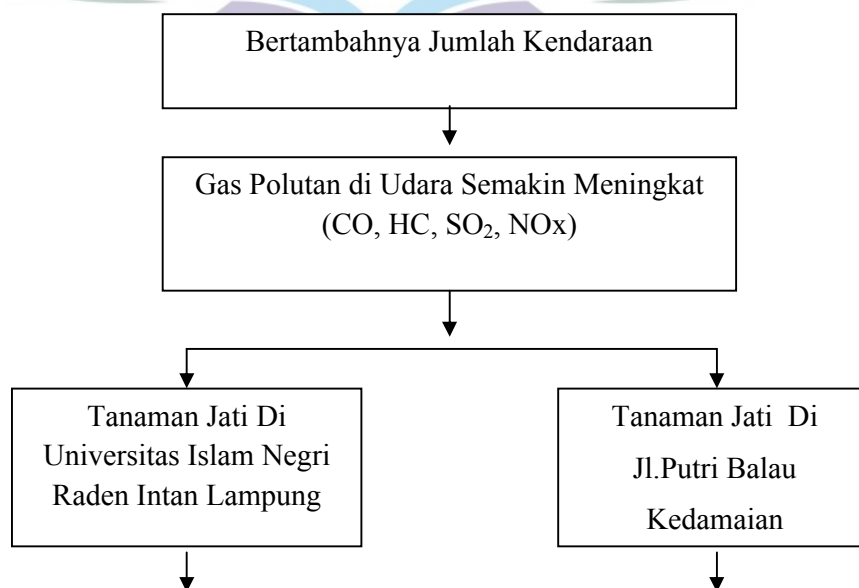 Bertambahnya Jumlah Kendaraan
Gas Polutan di Udara Semakin Meningkat
(CO, HC, SO₂, NOx)
Tanaman Jati Di
Universitas Islam Negri
Raden Intan Lampung
Tanaman Jati Di
Jl.Putri Balau
Kedamaian